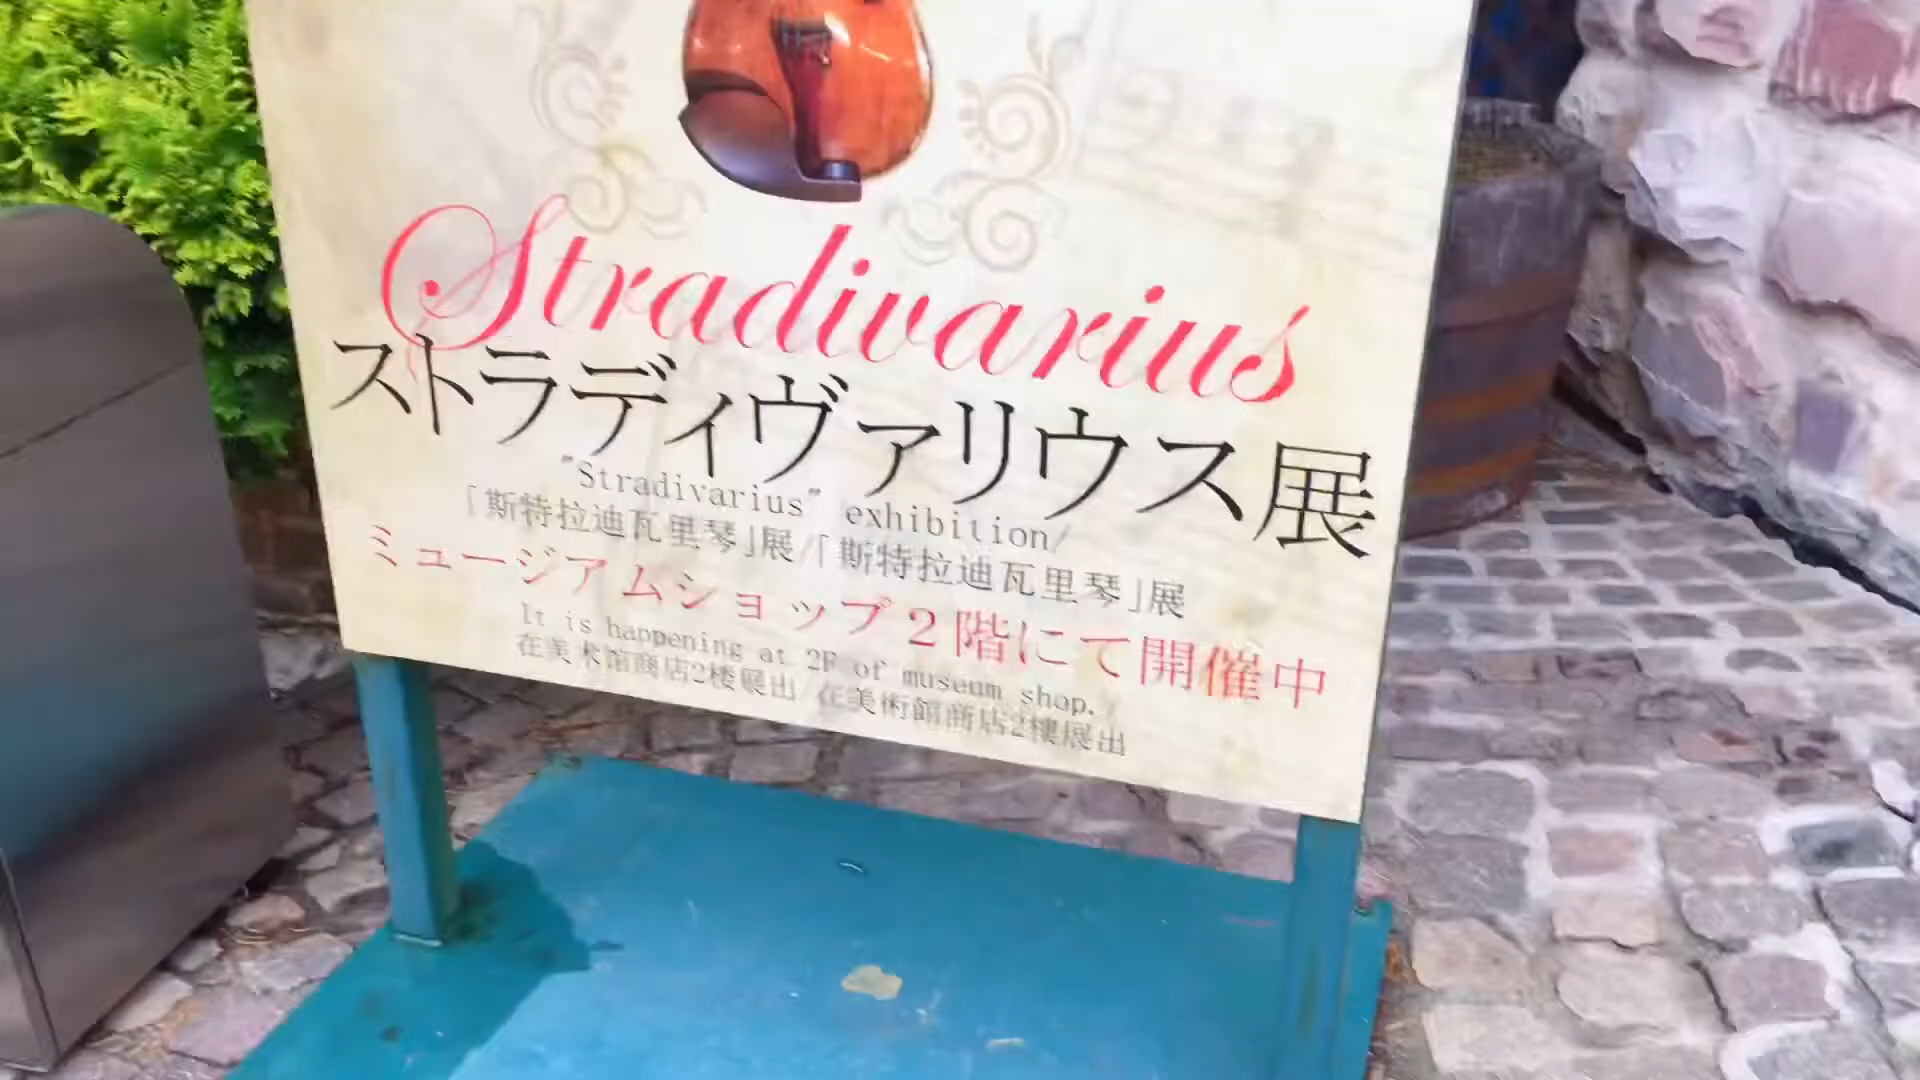 Stradivarius
ストラディヴァリウス展
"Stradivarius" exhibition/
「斯特拉迪瓦里琴」展/「斯特拉迪瓦里琴」展
ミュージアムショップ2階にて開催中
It is happening at 2F of museum shop.
在美术馆商店2楼展出 在美術館商店2樓展出